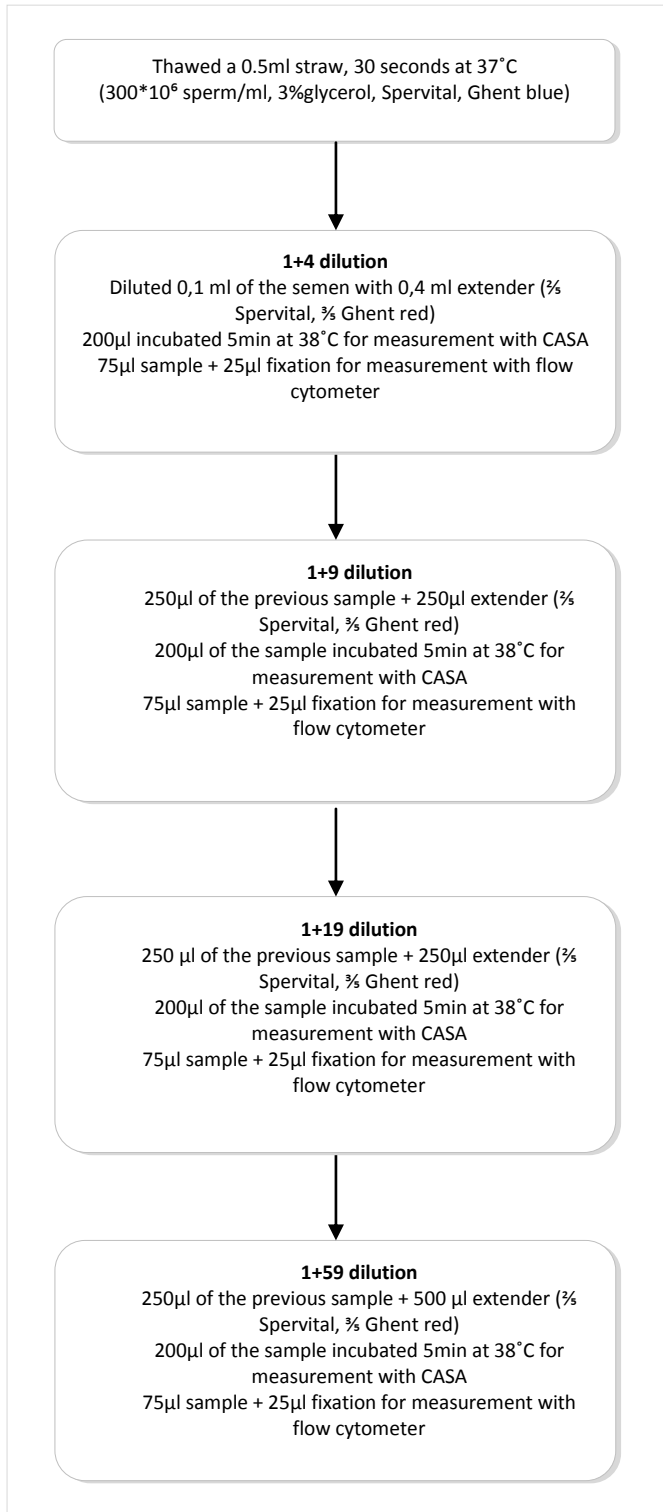 Thawed a 0.5ml straw, 30 seconds at 37˚C
(300*10⁶ sperm/ml, 3%glycerol, Spervital, Ghent blue)
1+4 dilution
Diluted 0,1 ml of the semen with 0,4 ml extender (⅖
Spervital, ⅗ Ghent red)
200µl incubated 5min at 38˚C for measurement with CASA
75µl sample + 25µl fixation for measurement with flow
cytometer
1+9 dilution
250µl of the previous sample + 250µl extender (⅖
Spervital, ⅗ Ghent red)
200µl of the sample incubated 5min at 38˚C for
measurement with CASA
75µl sample + 25µl fixation for measurement with
flow cytometer
1+19 dilution
250 µl of the previous sample + 250µl extender (⅖
Spervital, ⅗ Ghent red)
200µl of the sample incubated 5min at 38˚C for
measurement with CASA
75µl sample + 25µl fixation for measurement with
flow cytometer
1+59 dilution
250µl of the previous sample + 500 µl extender (⅖
Spervital, ⅗ Ghent red)
200µl of the sample incubated 5min at 38˚C for
measurement with CASA
75µl sample + 25µl fixation for measurement with
flow cytometer